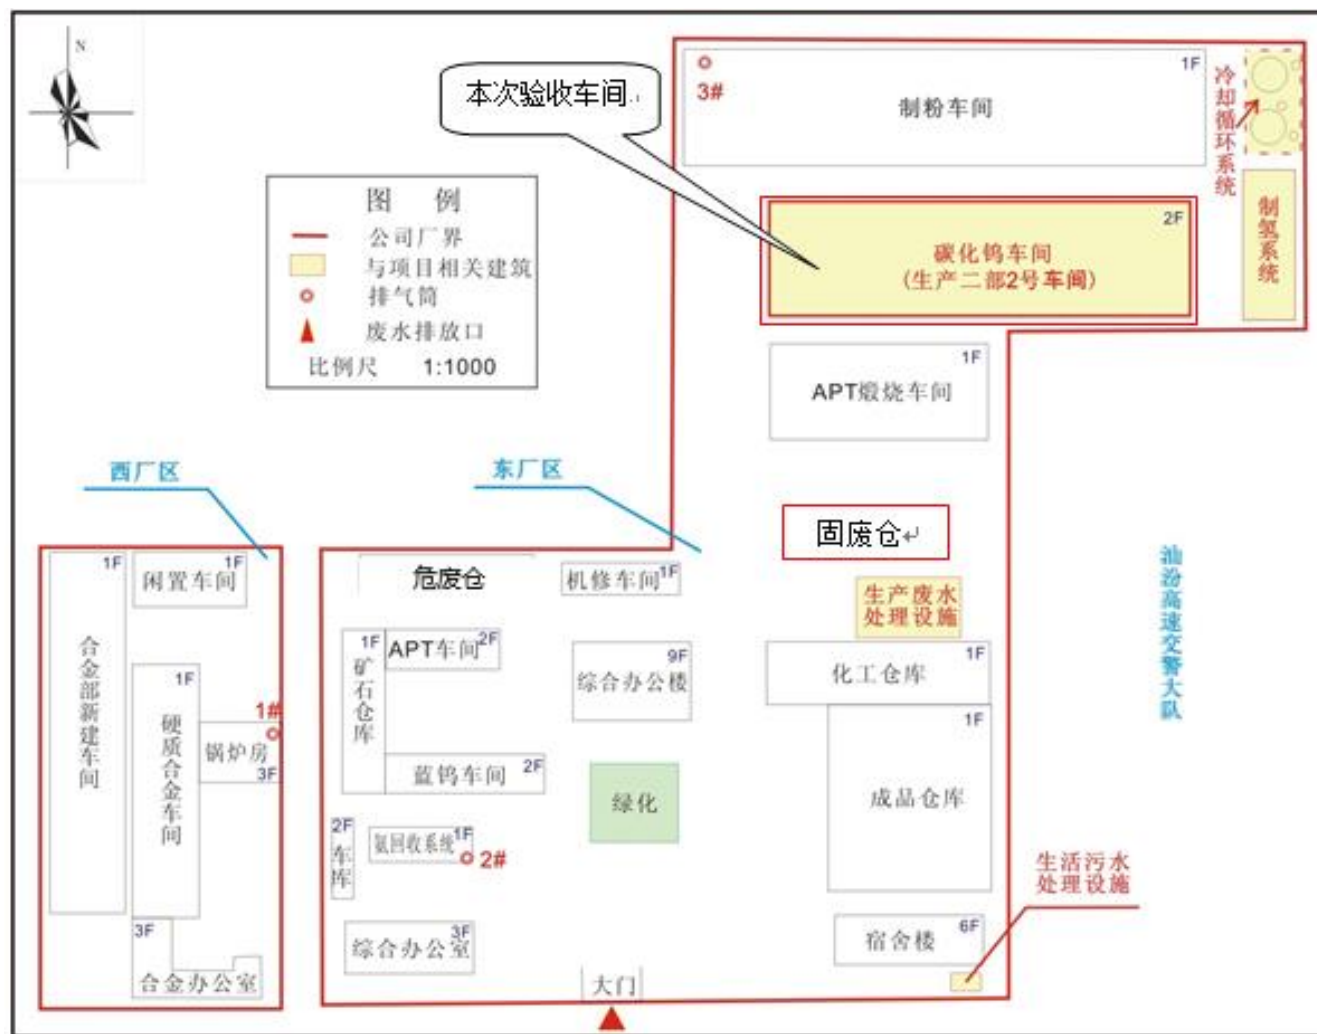 N
本次验收车间
3#
1F
制粉车间
冷却循环系统
图 例
公司厂界
与项目相关建筑
排气筒
废水排放口
比例尺 1:1000
2F
碳化钨车间
(生产二部2号车间)
制氢系统
1F
APT煅烧车间
西厂区
东厂区
固废仓
汕汾高速交警大队
1F
合金部新建车间
1F
闲置车间
危废仓
机修车间
1F
生产废水
处理设施
1F
矿石仓库
APT车间
2F
9F
综合办公楼
化工仓库
1F
1F
硬质合金车间
1#
锅炉房
3F
蓝钨车间
2F
绿化
1F
成品仓库
2F
车库
氨回收系统
1F
2#
生活污水
处理设施
3F
合金办公室
综合办公室
3F
宿舍楼
6F
大门